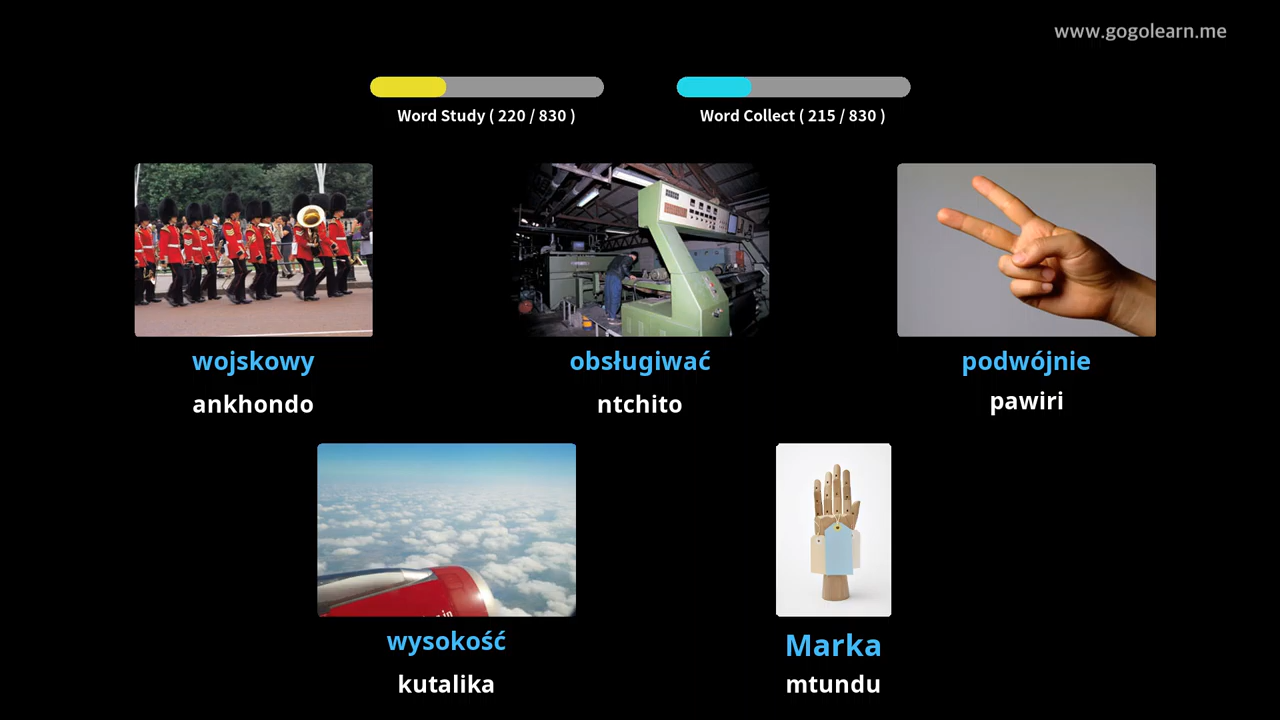 www.gogolearn.me
Word Study ( 220 / 830 )
Word Collect ( 215 / 830 )
wojskowy
ankhondo
obsługiwać
ntchito
podwójnie
pawiri
wysokość
kutalika
Marka
mtundu